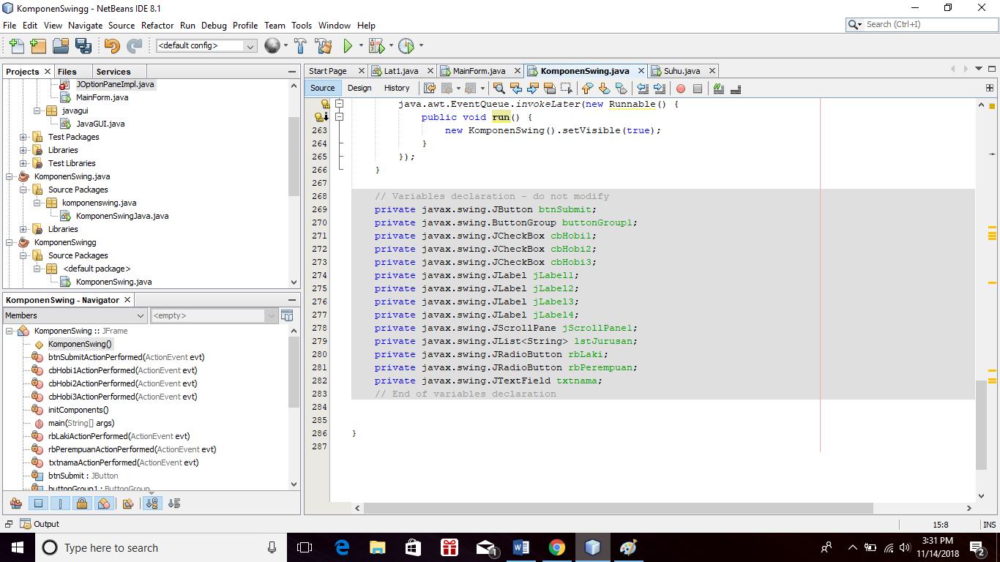 KomponenSwingg - NetBeans IDE 8.1
File Edit View Navigate Source Refactor Run Debug Profile Team Tools Window Help
Search (Ctrl+I)
<default config>
Projects Files Services
JOptionPaneImpl.java
MainForm.java
javagui
JavaGUI.java
Test Packages
Libraries
Test Libraries
KomponenSwing.java
Source Packages
komponenswing.java
KomponenSwingJava.java
Libraries
KomponenSwingg
Source Packages
<default package>
KomponenSwing.java
KomponenSwing - Navigator
Members <empty>
KomponenSwing :: JFrame
KomponenSwing()
btnSubmitActionPerformed(ActionEvent evt)
cbHobi1ActionPerformed(ActionEvent evt)
cbHobi2ActionPerformed(ActionEvent evt)
cbHobi3ActionPerformed(ActionEvent evt)
initComponents()
main(String[] args)
rbLakiActionPerformed(ActionEvent evt)
rbPerempuanActionPerformed(ActionEvent evt)
txtnamaActionPerformed(ActionEvent evt)
btnSubmit : JButton
buttonGroup1 : ButtonGroup
Start Page Lat1.java MainForm.java KomponenSwing.java Suhu.java
Source Design History
java.awt.EventQueue.invokeLater(new Runnable() {
public void run() {
263 new KomponenSwing().setVisible(true);
264 }
265 });
266 }
267
268 // Variables declaration - do not modify
269 private javax.swing.JButton btnSubmit;
270 private javax.swing.ButtonGroup buttonGroup1;
271 private javax.swing.JCheckBox cbHobi1;
272 private javax.swing.JCheckBox cbHobi2;
273 private javax.swing.JCheckBox cbHobi3;
274 private javax.swing.JLabel jLabel1;
275 private javax.swing.JLabel jLabel2;
276 private javax.swing.JLabel jLabel3;
277 private javax.swing.JLabel jLabel4;
278 private javax.swing.JScrollPane jScrollPane1;
279 private javax.swing.JList<String> lstJurusan;
280 private javax.swing.JRadioButton rbLaki;
281 private javax.swing.JRadioButton rbPerempuan;
282 private javax.swing.JTextField txtnama;
283 // End of variables declaration
284
285
286 }
287
Output
15:8 INS
Type here to search
1
3:31 PM
11/14/2018
2